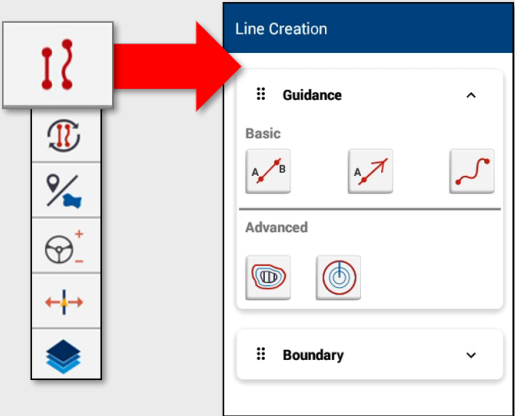 Line Creation
Guidance
Basic
A B
A
Advanced
Boundary